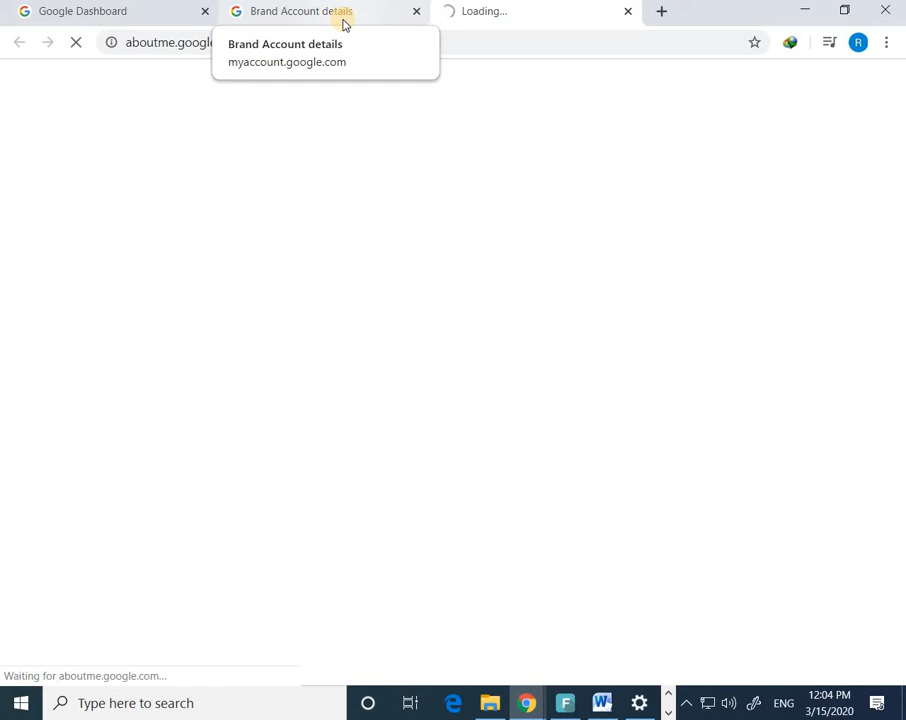 Google Dashboard
Brand Account details
Loading...
aboutme.google
Brand Account details
myaccount.google.com
R
Waiting for aboutme.google.com...
Type here to search
ENG
12:04 PM
3/15/2020